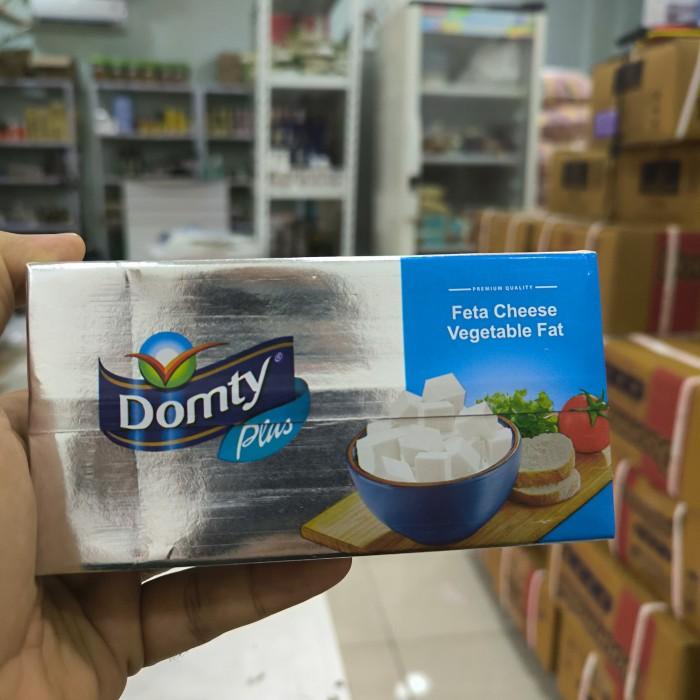 Domty®
Plus
PREMIUM QUALITY
Feta Cheese
Vegetable Fat